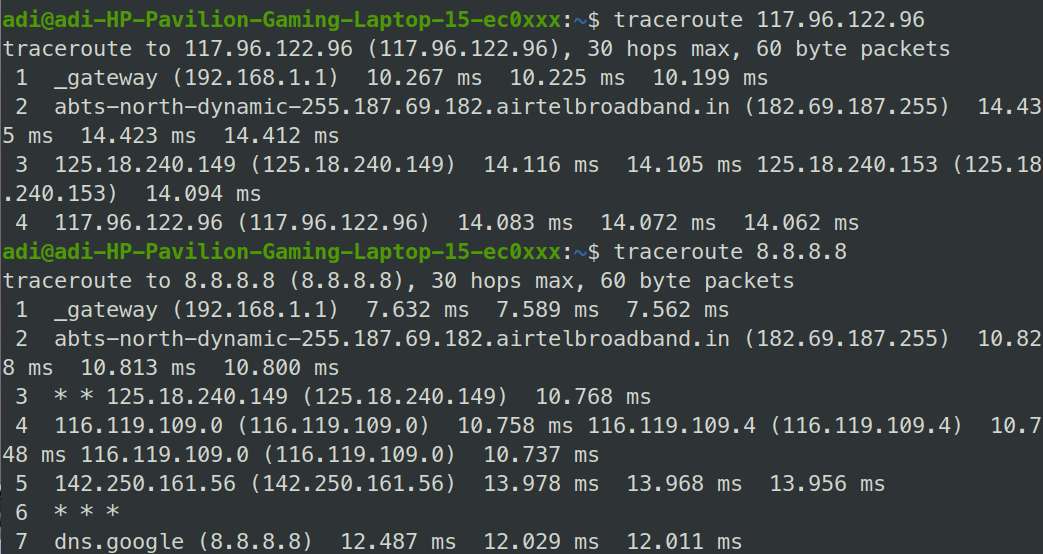 adi@adi-HP-Pavilion-Gaming-Laptop-15-ec0xxx:~$ traceroute 117.96.122.96
traceroute to 117.96.122.96 (117.96.122.96), 30 hops max, 60 byte packets
 1  _gateway (192.168.1.1)  10.267 ms  10.225 ms  10.199 ms
 2  abts-north-dynamic-255.187.69.182.airtelbroadband.in (182.69.187.255)  14.43
5 ms  14.423 ms  14.412 ms
 3  125.18.240.149 (125.18.240.149)  14.116 ms  14.105 ms 125.18.240.153 (125.18
.240.153)  14.094 ms
 4  117.96.122.96 (117.96.122.96)  14.083 ms  14.072 ms  14.062 ms
adi@adi-HP-Pavilion-Gaming-Laptop-15-ec0xxx:~$ traceroute 8.8.8.8
traceroute to 8.8.8.8 (8.8.8.8), 30 hops max, 60 byte packets
 1  _gateway (192.168.1.1)  7.632 ms  7.589 ms  7.562 ms
 2  abts-north-dynamic-255.187.69.182.airtelbroadband.in (182.69.187.255)  10.82
8 ms  10.813 ms  10.800 ms
 3  * * 125.18.240.149 (125.18.240.149)  10.768 ms
 4  116.119.109.0 (116.119.109.0)  10.758 ms 116.119.109.4 (116.119.109.4)  10.7
48 ms 116.119.109.0 (116.119.109.0)  10.737 ms
 5  142.250.161.56 (142.250.161.56)  13.978 ms  13.968 ms  13.956 ms
 6  * * *
 7  dns.google (8.8.8.8)  12.487 ms  12.029 ms  12.011 ms